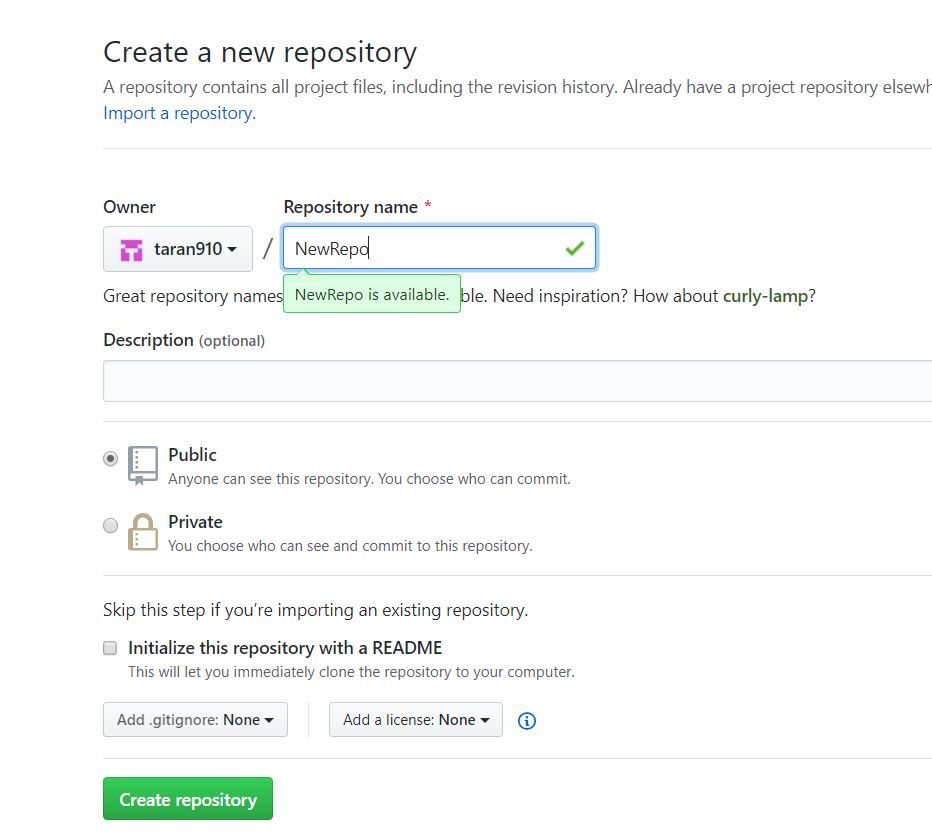 Create a new repository
A repository contains all project files, including the revision history. Already have a project repository
Import a repository.
Owner
Repository name *
taran910 / NewRepo
Great repository names
NewRepo is available.
Need inspiration? How about curly-lamp?
Description (optional)
Public
Anyone can see this repository. You choose who can commit.
Private
You choose who can see and commit to this repository.
Skip this step if you’re importing an existing repository.
Initialize this repository with a README
This will let you immediately clone the repository to your computer.
Add .gitignore: None
Add a license: None
Create repository